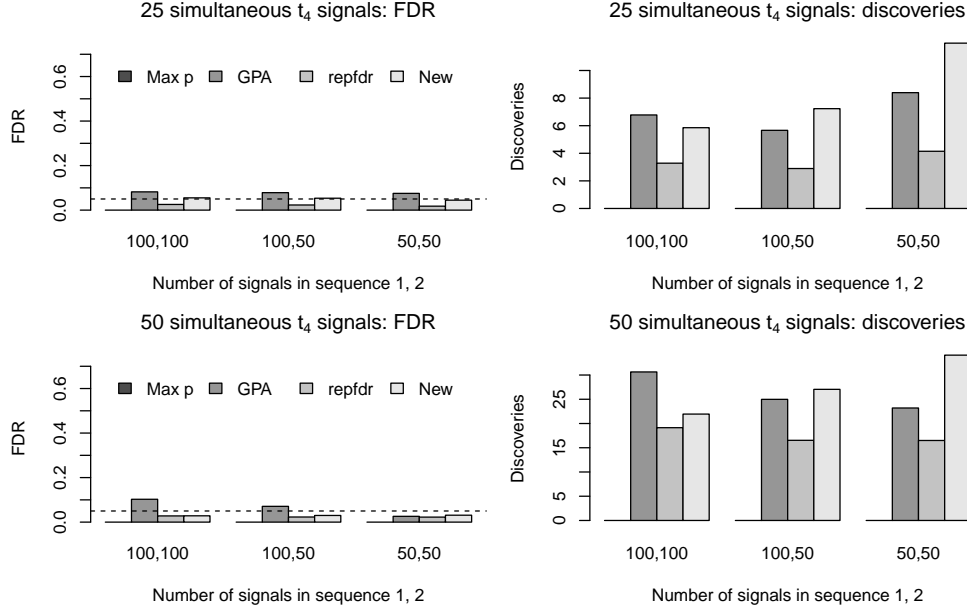 25 simultaneous t₄ signals: FDR
FDR
0.0 0.2 0.4 0.6
Max p GPA repfdr New
100,100 100,50 50,50
Number of signals in sequence 1, 2
25 simultaneous t₄ signals: discoveries
Discoveries
0 2 4 6 8
100,100 100,50 50,50
Number of signals in sequence 1, 2
50 simultaneous t₄ signals: FDR
FDR
0.0 0.2 0.4 0.6
Max p GPA repfdr New
100,100 100,50 50,50
Number of signals in sequence 1, 2
50 simultaneous t₄ signals: discoveries
Discoveries
0 5 15 25
100,100 100,50 50,50
Number of signals in sequence 1, 2